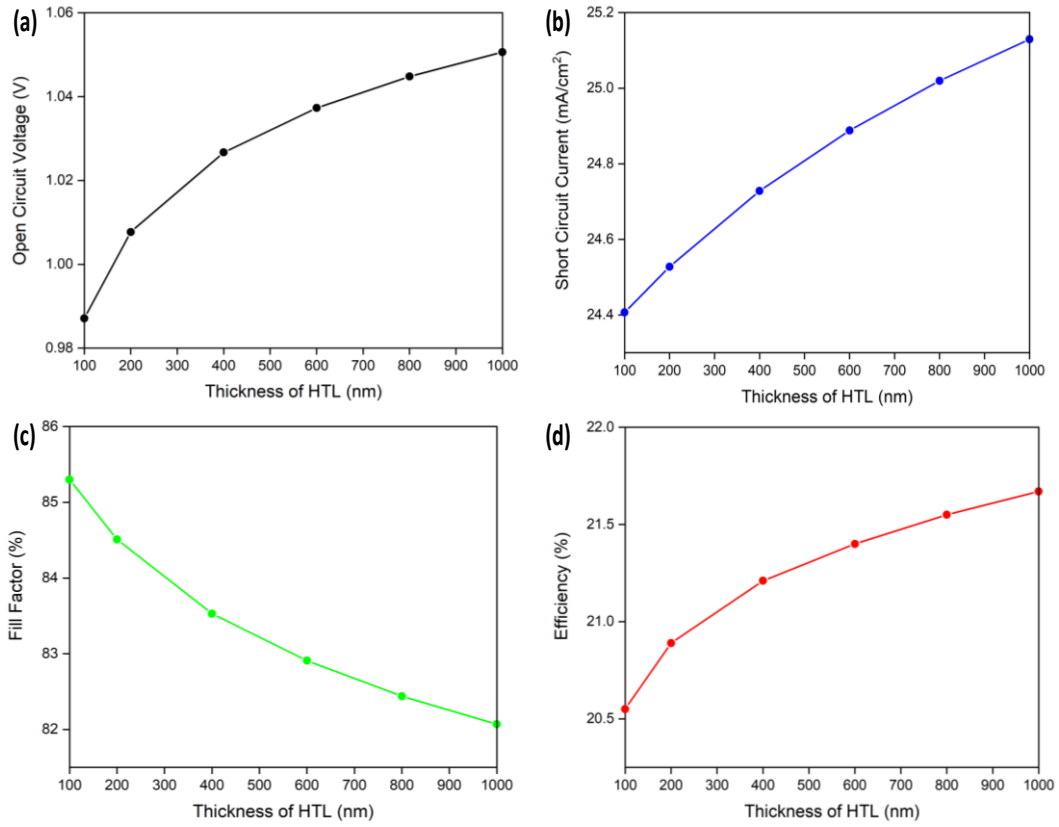 (a)
Open Circuit Voltage (V)
1.06
1.04
1.02
1.00
0.98
100 200 300 400 500 600 700 800 900 1000
Thickness of HTL (nm)
(b)
Short Circuit Current (mA/cm²)
25.2
25.0
24.8
24.6
24.4
100 200 300 400 500 600 700 800 900 1000
Thickness of HTL (nm)
(c)
Fill Factor (%)
86
85
84
83
82
100 200 300 400 500 600 700 800 900 1000
Thickness of HTL (nm)
(d)
Efficiency (%)
22.0
21.5
21.0
20.5
100 200 300 400 500 600 700 800 900 1000
Thickness of HTL (nm)